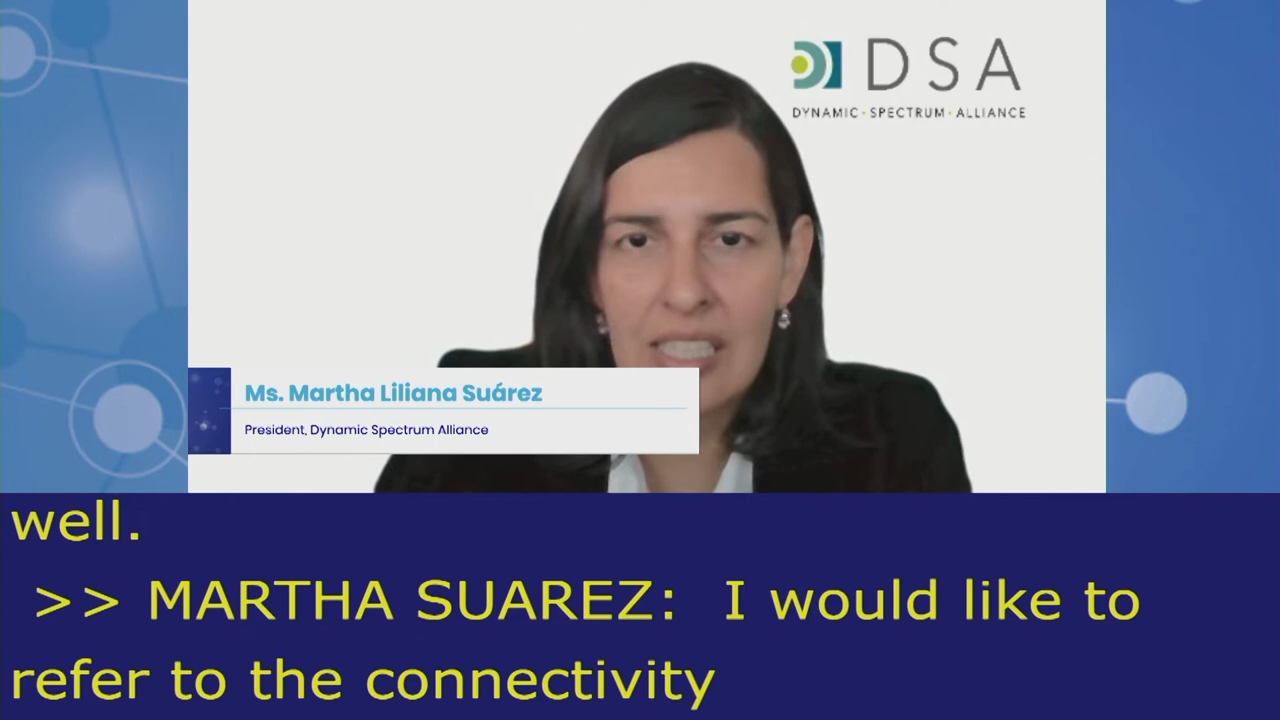 DSA
DYNAMIC · SPECTRUM · ALLIANCE
Ms. Martha Liliana Suárez
President, Dynamic Spectrum Alliance
well.
>> MARTHA SUAREZ:  I would like to
refer to the connectivity